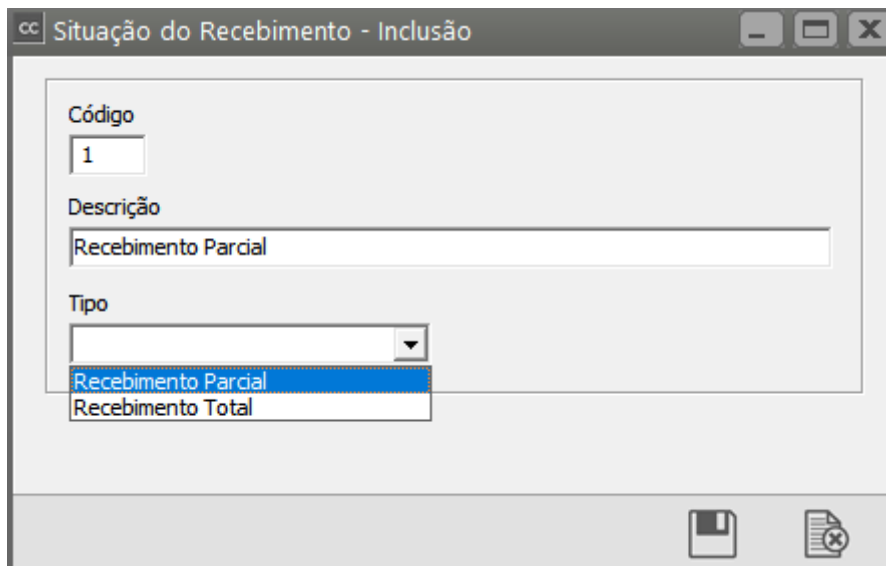 cc Situação do Recebimento - Inclusão
Código
1
Descrição
Recebimento Parcial
Tipo
Recebimento Parcial
Recebimento Total